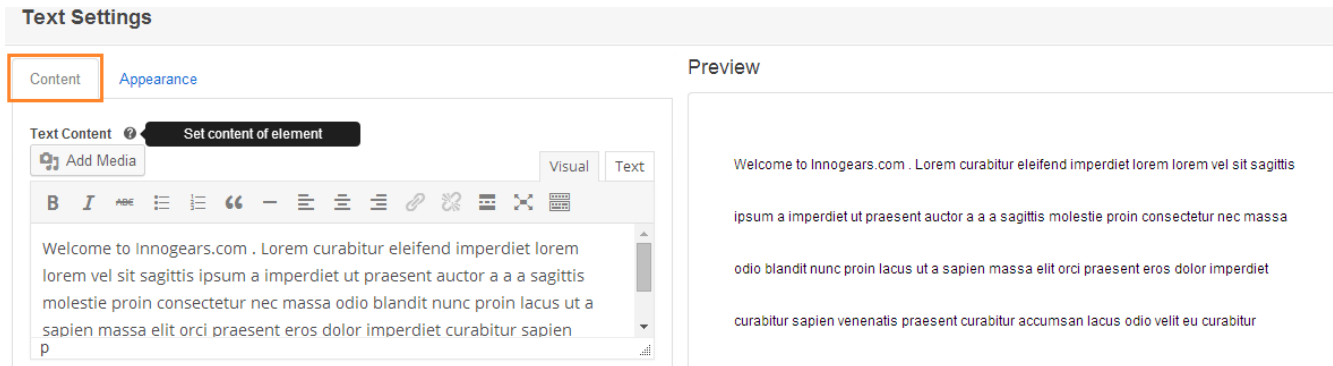 Text Settings
Content
Appearance
Text Content
Set content of element
Add Media
Visual
Text
B I ABE
Welcome to Innogears.com . Lorem curabitur eleifend imperdiet lorem
lorem vel sit sagittis ipsum a imperdiet ut praesent auctor a a a sagittis
molestie proin consectetur nec massa odio blandit nunc proin lacus ut a
sapien massa elit orci praesent eros dolor imperdiet curabitur sapien
p
Preview
Welcome to Innogears.com . Lorem curabitur eleifend imperdiet lorem lorem vel sit sagittis
ipsum a imperdiet ut praesent auctor a a a sagittis molestie proin consectetur nec massa
odio blandit nunc proin lacus ut a sapien massa elit orci praesent eros dolor imperdiet
curabitur sapien venenatis praesent curabitur accumsan lacus odio velit eu curabitur